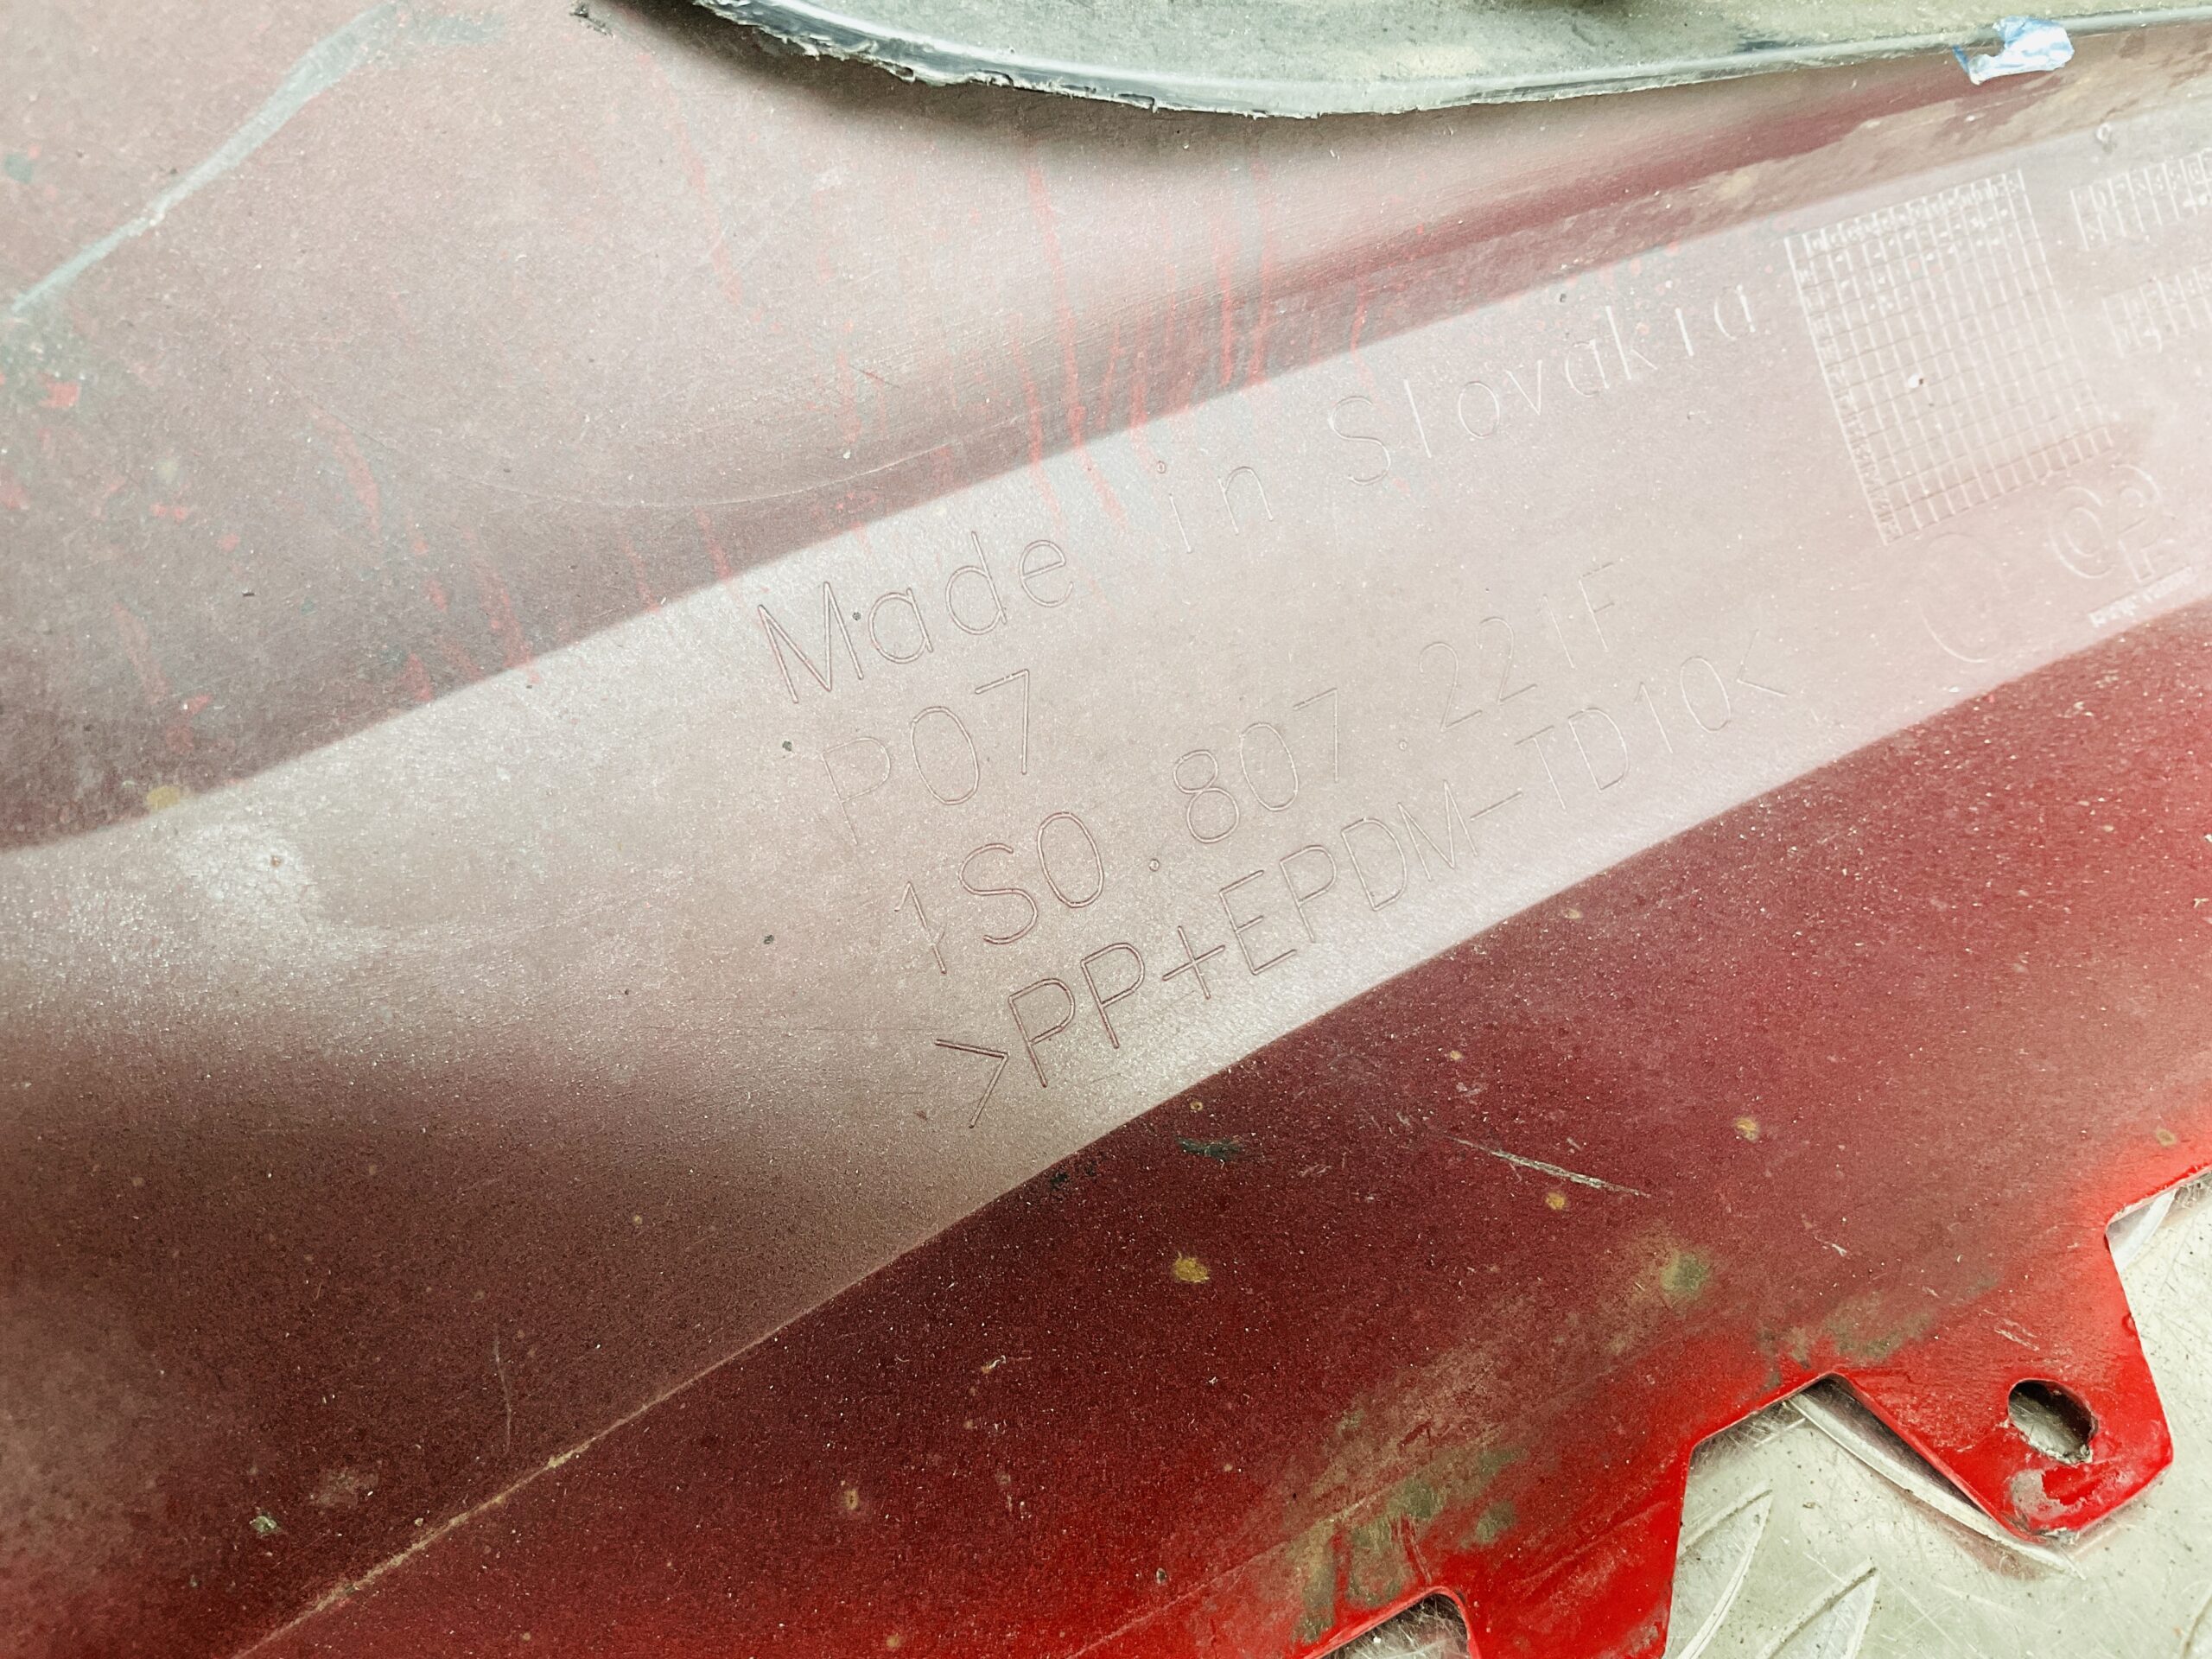 Made in Slovakia
P07
1S0.807.221F
>PP+EPDM-TD10<